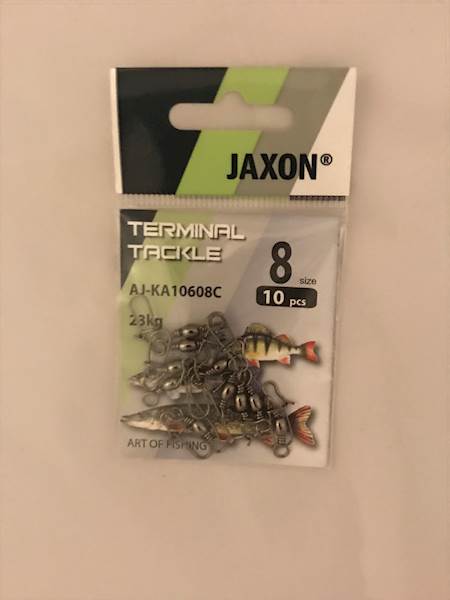 JAXON®
TERMINAL
TACKLE
8 size
AJ-KA10608C
10 pcs
23kg
ART OF FISHING